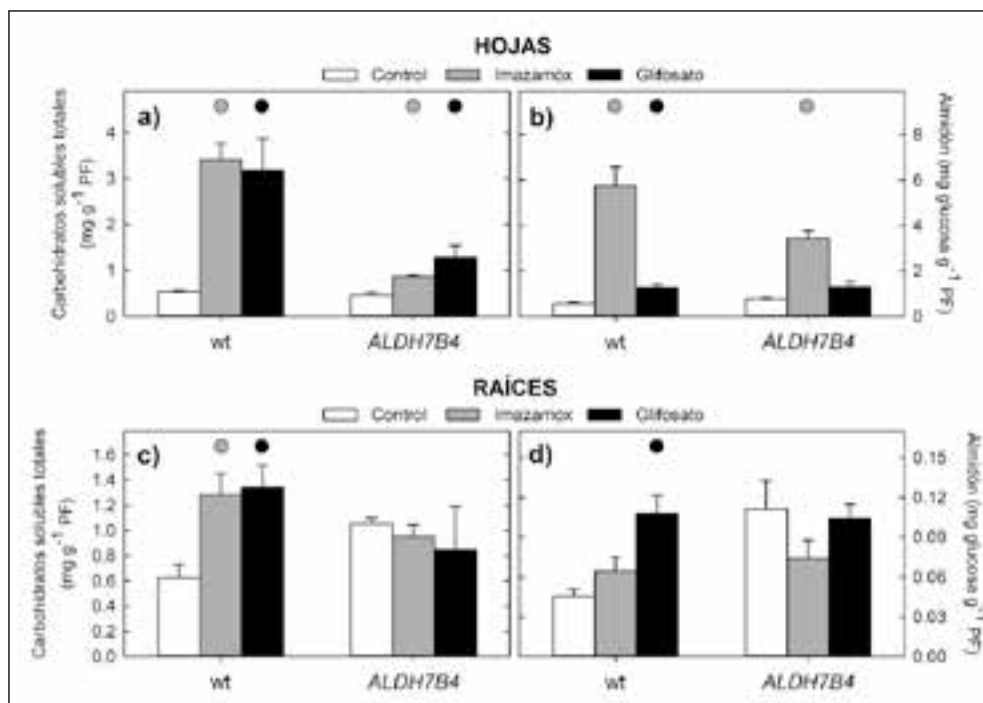 HOJAS
Control Imazamox Glifosato
a)
b)
Carbohidratos solubles totales
(mg g-1 PF)
4
3
2
1
0
Almidón (mg glucosa g-1 PF)
8
6
4
2
0
wt ALDH7B4 wt ALDH7B4
RAÍCES
Control Imazamox Glifosato
c)
d)
Carbohidratos solubles totales
(mg g-1 PF)
1.6
1.4
1.2
1.0
0.8
0.6
0.4
0.2
0.0
Almidón (mg glucosa g-1 PF)
0.15
0.12
0.09
0.06
0.03
0.00
wt ALDH7B4 wt ALDH7B4